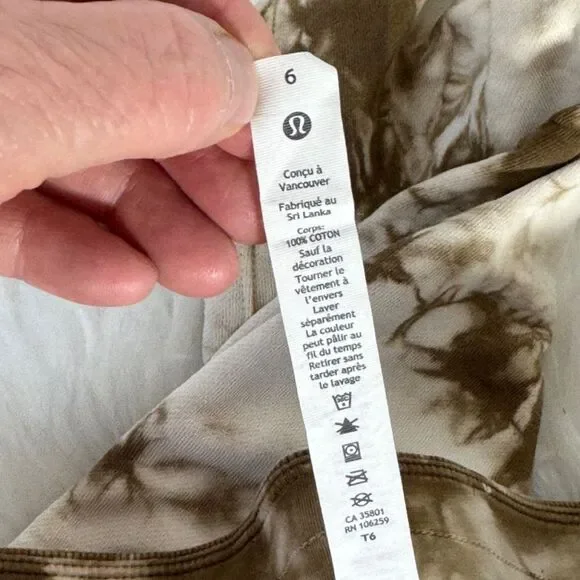 6
Conçu à
Vancouver
Fabriqué au
Sri Lanka
Corps:
100% COTON
Sauf la
décoration
Tourner le
vêtement à
l'envers
Laver
séparément
La couleur
peut pâlir au
fil du temps
Retirer sans
tarder après
le lavage
CA 35801
RN 106259
T6